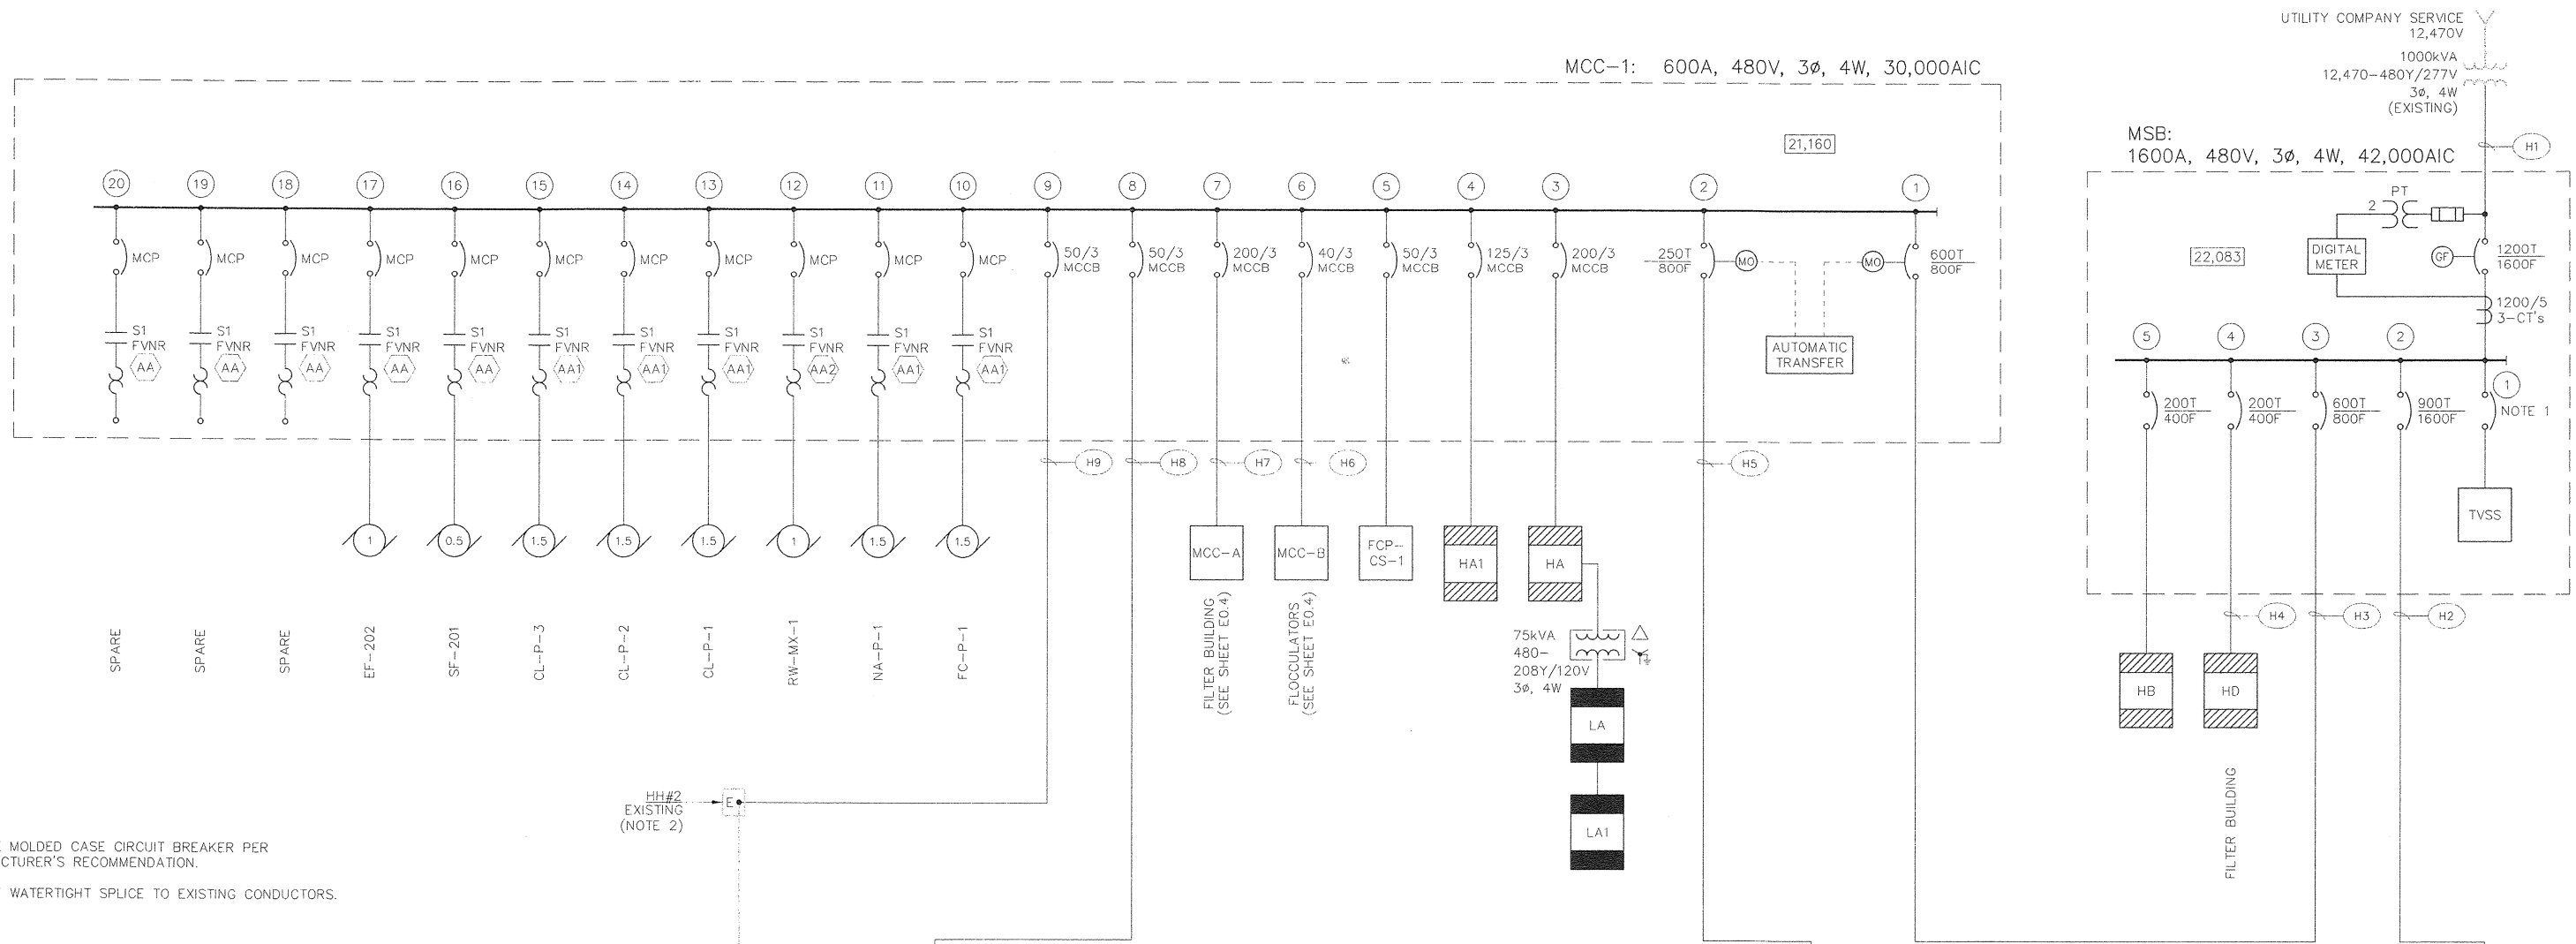 UTILITY COMPANY SERVICE
12,470V
1000kVA
12,470-480Y/277V
3ø, 4W
(EXISTING)
H1
MCC-1: 600A, 480V, 3ø, 4W, 30,000AIC
21,160
20
19
18
17
16
15
14
13
12
11
10
9
8
7
6
5
4
3
2
1
MCP
MCP
MCP
MCP
MCP
MCP
MCP
MCP
MCP
MCP
MCP
50/3
MCCB
50/3
MCCB
200/3
MCCB
40/3
MCCB
50/3
MCCB
125/3
MCCB
200/3
MCCB
250T
800F
MO
MO
600T
800F
AUTOMATIC
TRANSFER
S1
FVNR
AA
S1
FVNR
AA
S1
FVNR
AA
S1
FVNR
AA
S1
FVNR
AA
S1
FVNR
AA1
S1
FVNR
AA1
S1
FVNR
AA1
S1
FVNR
AA2
S1
FVNR
AA1
S1
FVNR
AA1
H9
H8
H7
H6
H5
1
0.5
1.5
1.5
1.5
1
1.5
1.5
MCC-A
MCC-B
FCP-
CS-1
HA1
HA
SPARE
SPARE
SPARE
EF-202
SF-201
CL-P-3
CL-P-2
CL-P-1
RW-MX-1
NA-P-1
FC-P-1
FILTER BUILDING
(SEE SHEET E0.4)
FLOCCULATORS
(SEE SHEET E0.4)
75kVA
480-
208Y/120V
3ø, 4W
LA
LA1
HH#2
EXISTING
(NOTE 2)
E
MSB:
1600A, 480V, 3ø, 4W, 42,000AIC
PT
2
22,083
DIGITAL
METER
GF
1200T
1600F
1200/5
3-CT's
5
4
3
2
1
200T
400F
200T
400F
600T
800F
900T
1600F
NOTE 1
TVSS
H4
H3
H2
HB
HD
FILTER BUILDING
MOLDED CASE CIRCUIT BREAKER PER
CTURER'S RECOMMENDATION.
WATERTIGHT SPLICE TO EXISTING CONDUCTORS.